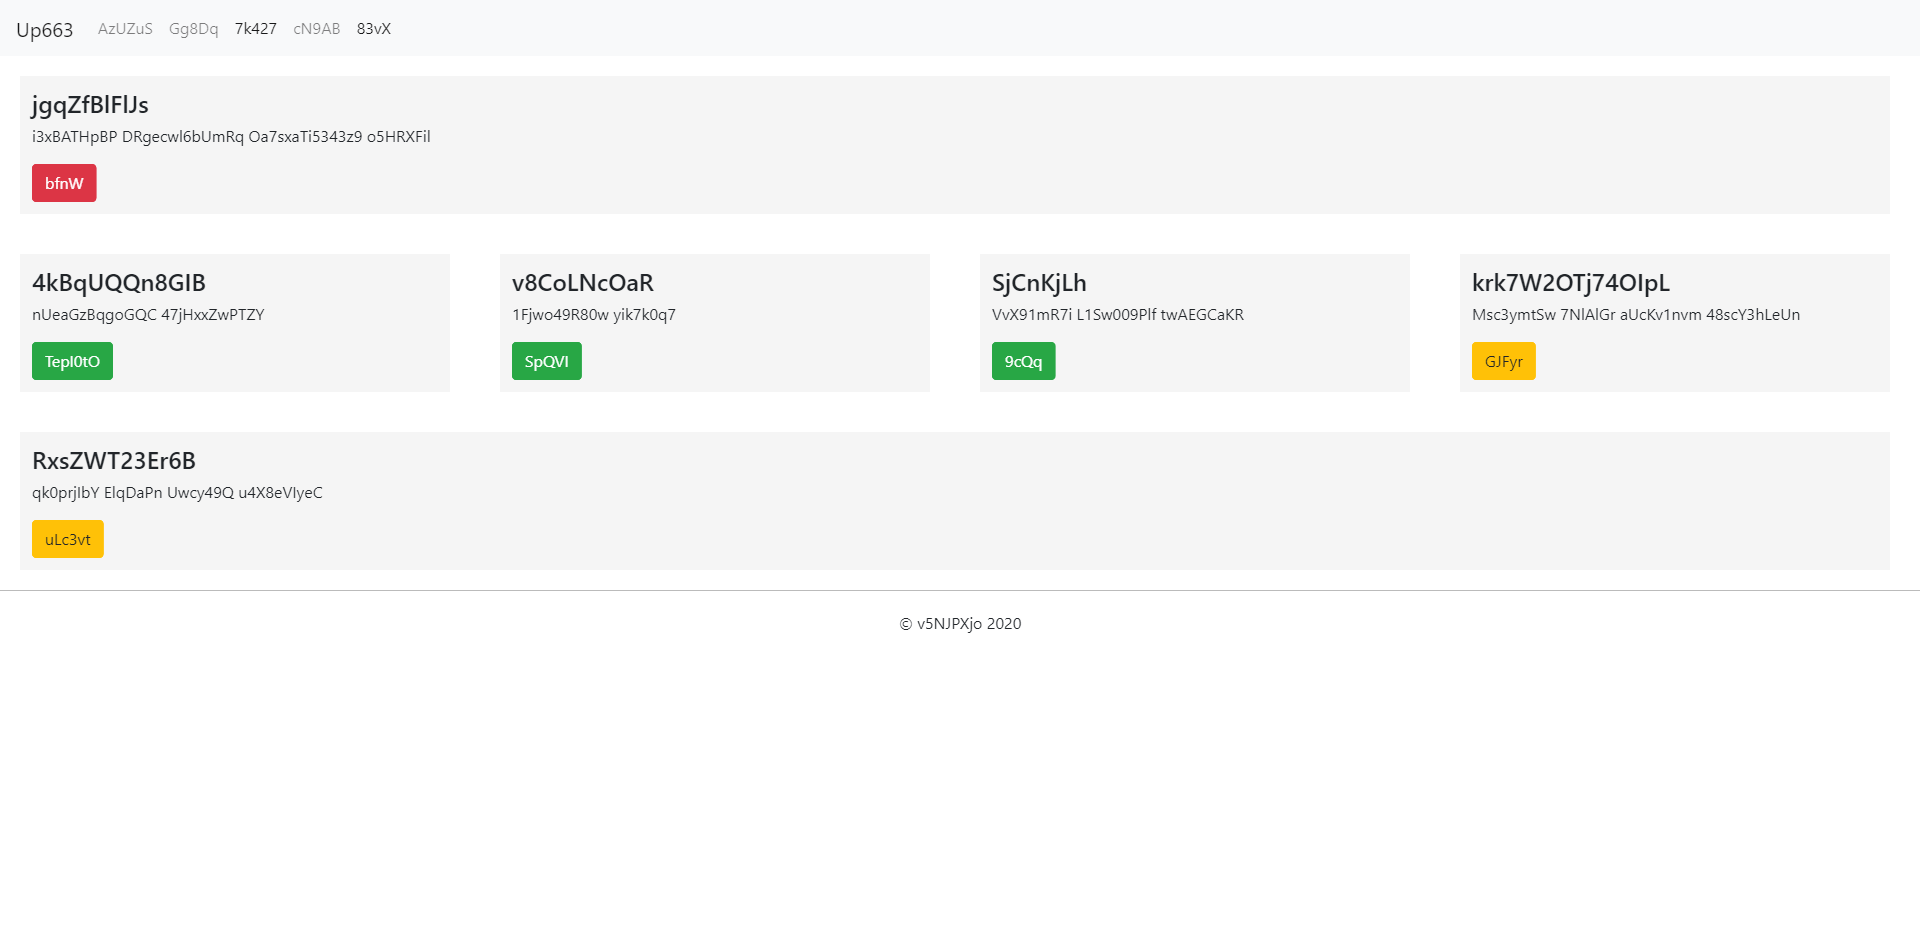 Up663 AzUZuS Gg8Dq 7k427 cN9AB 83vX
jgqZfBlFlJs
i3xBATHpBP DRgecwl6bUmRq Oa7sxaTi5343z9 o5HRXFil
bfnW
4kBqUQQn8GIB
nUeaGzBqgoGQC 47jHxxZwPTZY
TepI0tO
v8CoLNcOaR
1Fjwo49R80w yik7k0q7
SpQVI
SjCnKjLh
VvX91mR7i L1Sw009Plf twAEGCaKR
9cQq
krk7W2OTj74OIpL
Msc3ymtSw 7NlAlGr aUcKv1nvm 48scY3hLeUn
GJFyr
RxsZWT23Er6B
qk0prjIbY ElqDaPn Uwcy49Q u4X8eVIyeC
uLc3vt
© v5NJPXjo 2020